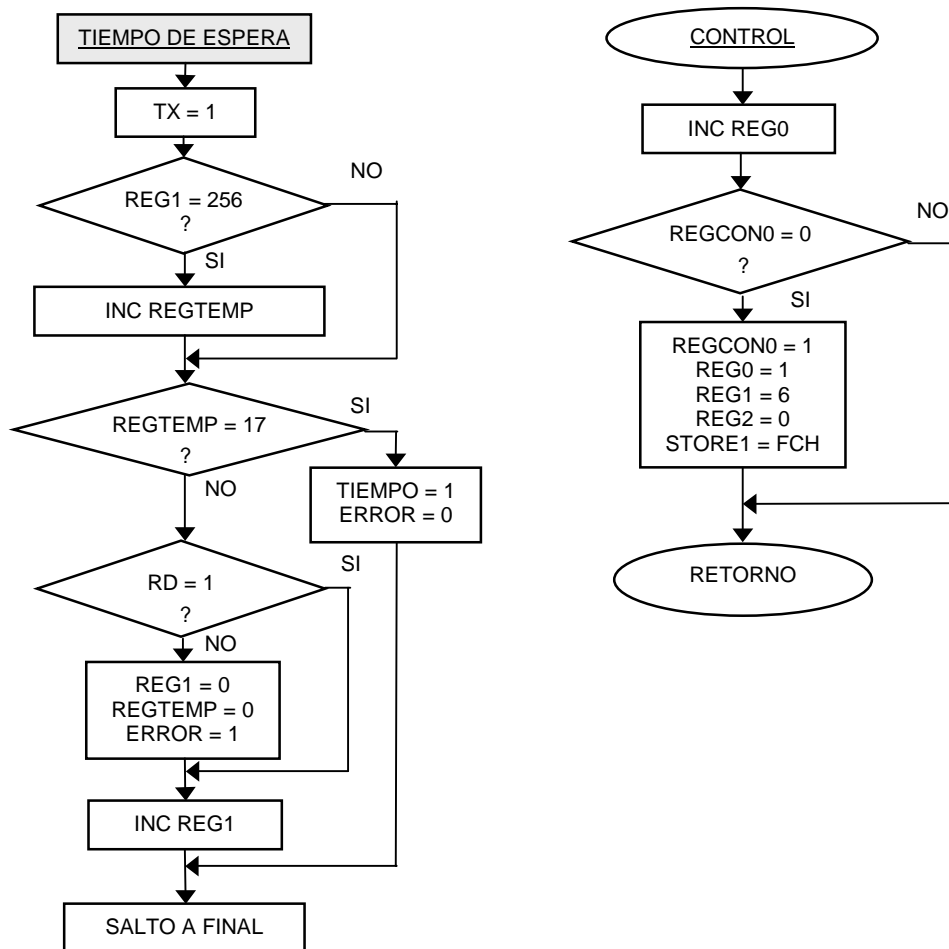 TIEMPO DE ESPERA
TX = 1
NO
REG1 = 256
?
SI
INC REGTEMP
SI
REGTEMP = 17
?
NO
TIEMPO = 1
ERROR = 0
SI
RD = 1
?
NO
REG1 = 0
REGTEMP = 0
ERROR = 1
INC REG1
SALTO A FINAL
CONTROL
INC REG0
NO
REGCON0 = 0
?
SI
REGCON0 = 1
REG0 = 1
REG1 = 6
REG2 = 0
STORE1 = FCH
RETORNO